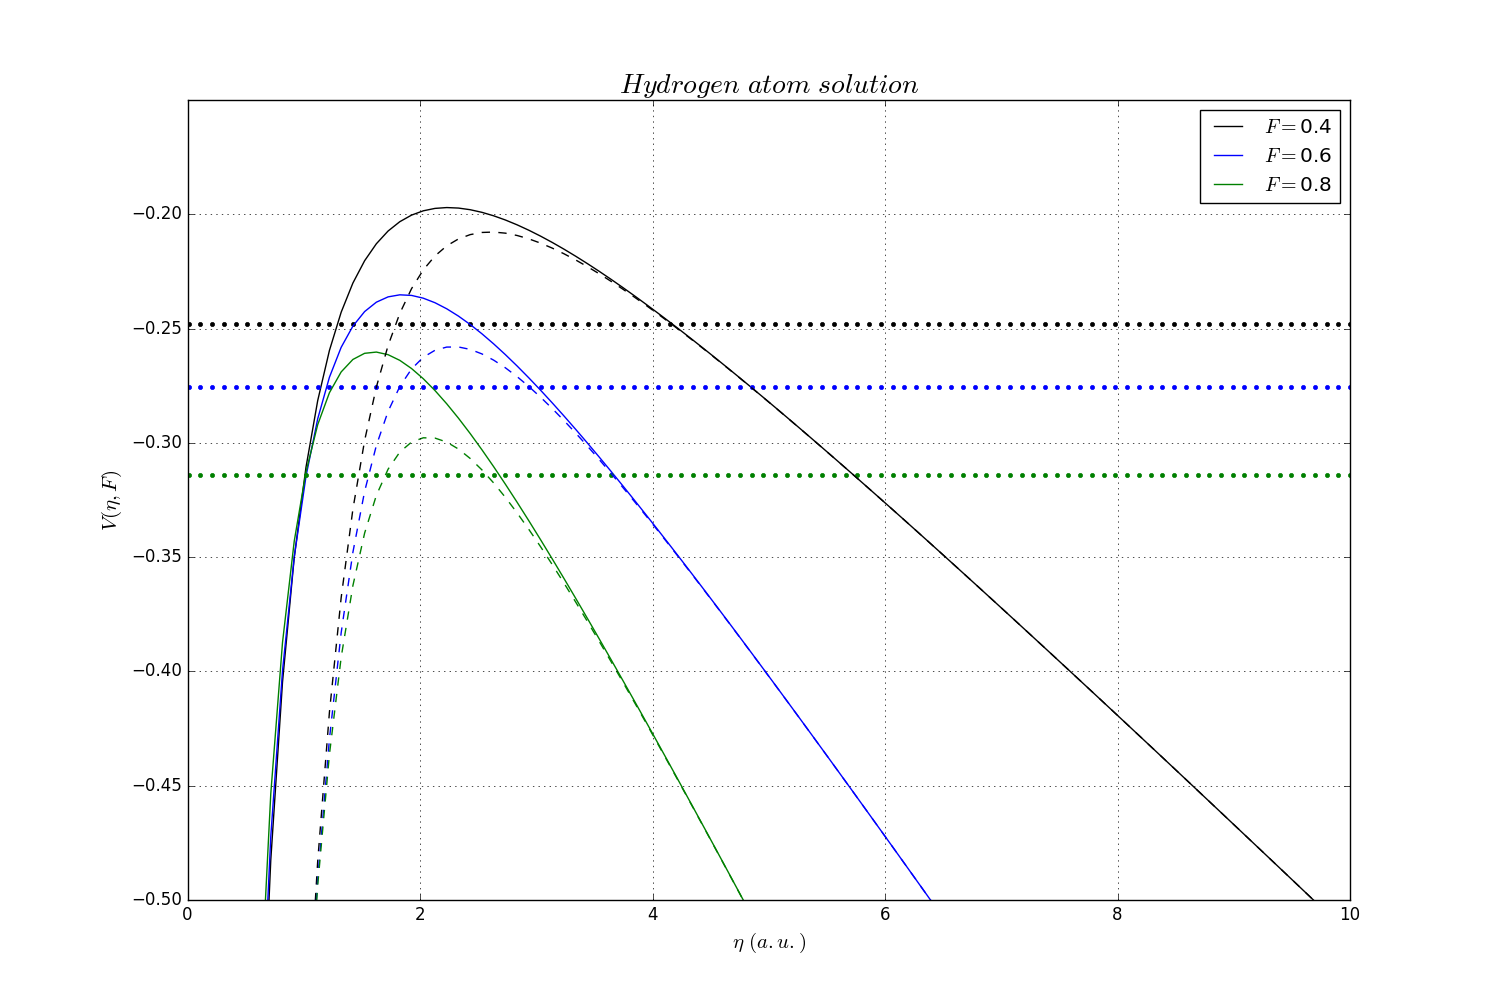 Hydrogen atom solution
F = 0.4
F = 0.6
F = 0.8
−0.20
−0.25
−0.30
−0.35
−0.40
−0.45
−0.50
V(η, F)
0 2 4 6 8 10
η (a.u.)